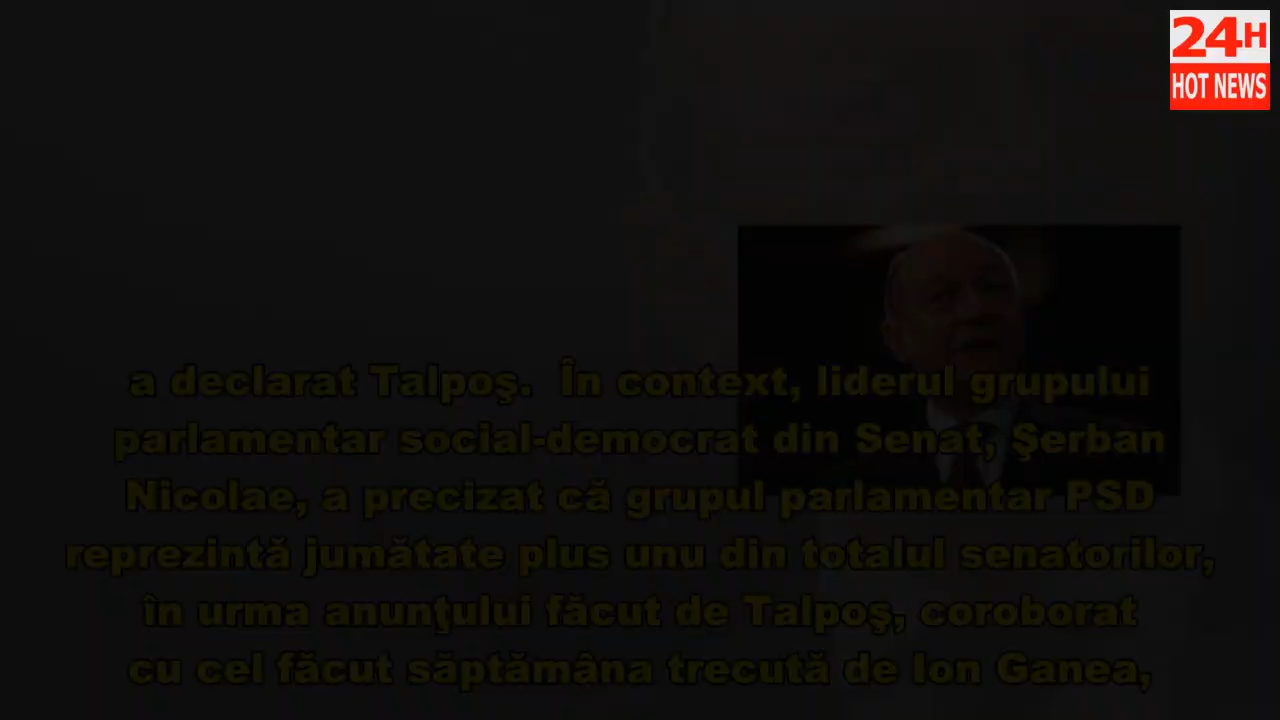 24H
HOT NEWS
a declarat Talpoş. În context, liderul grupului
parlamentar social-democrat din Senat, Şerban
Nicolae, a precizat că grupul parlamentar PSD
reprezintă jumătate plus unu din totalul senatorilor,
în urma anunţului făcut de Talpoş, coroborat
cu cel făcut săptămâna trecută de Ion Ganea,